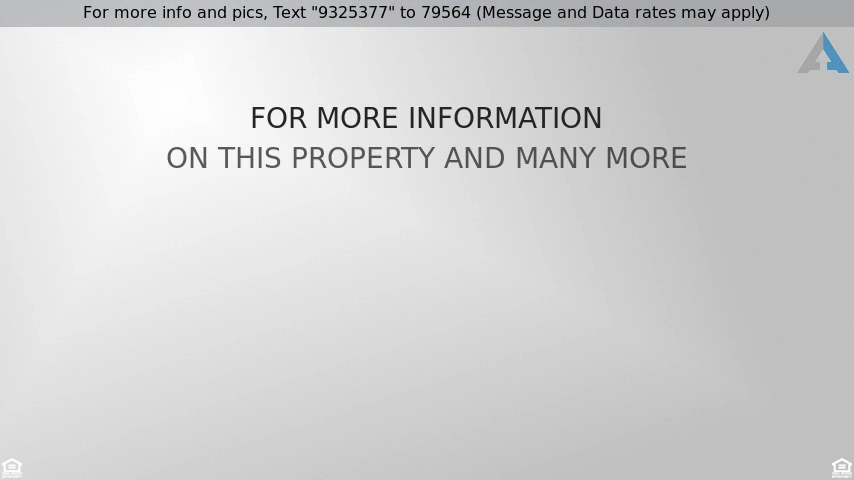 For more info and pics, Text "9325377" to 79564 (Message and Data rates may apply)
FOR MORE INFORMATION
ON THIS PROPERTY AND MANY MORE